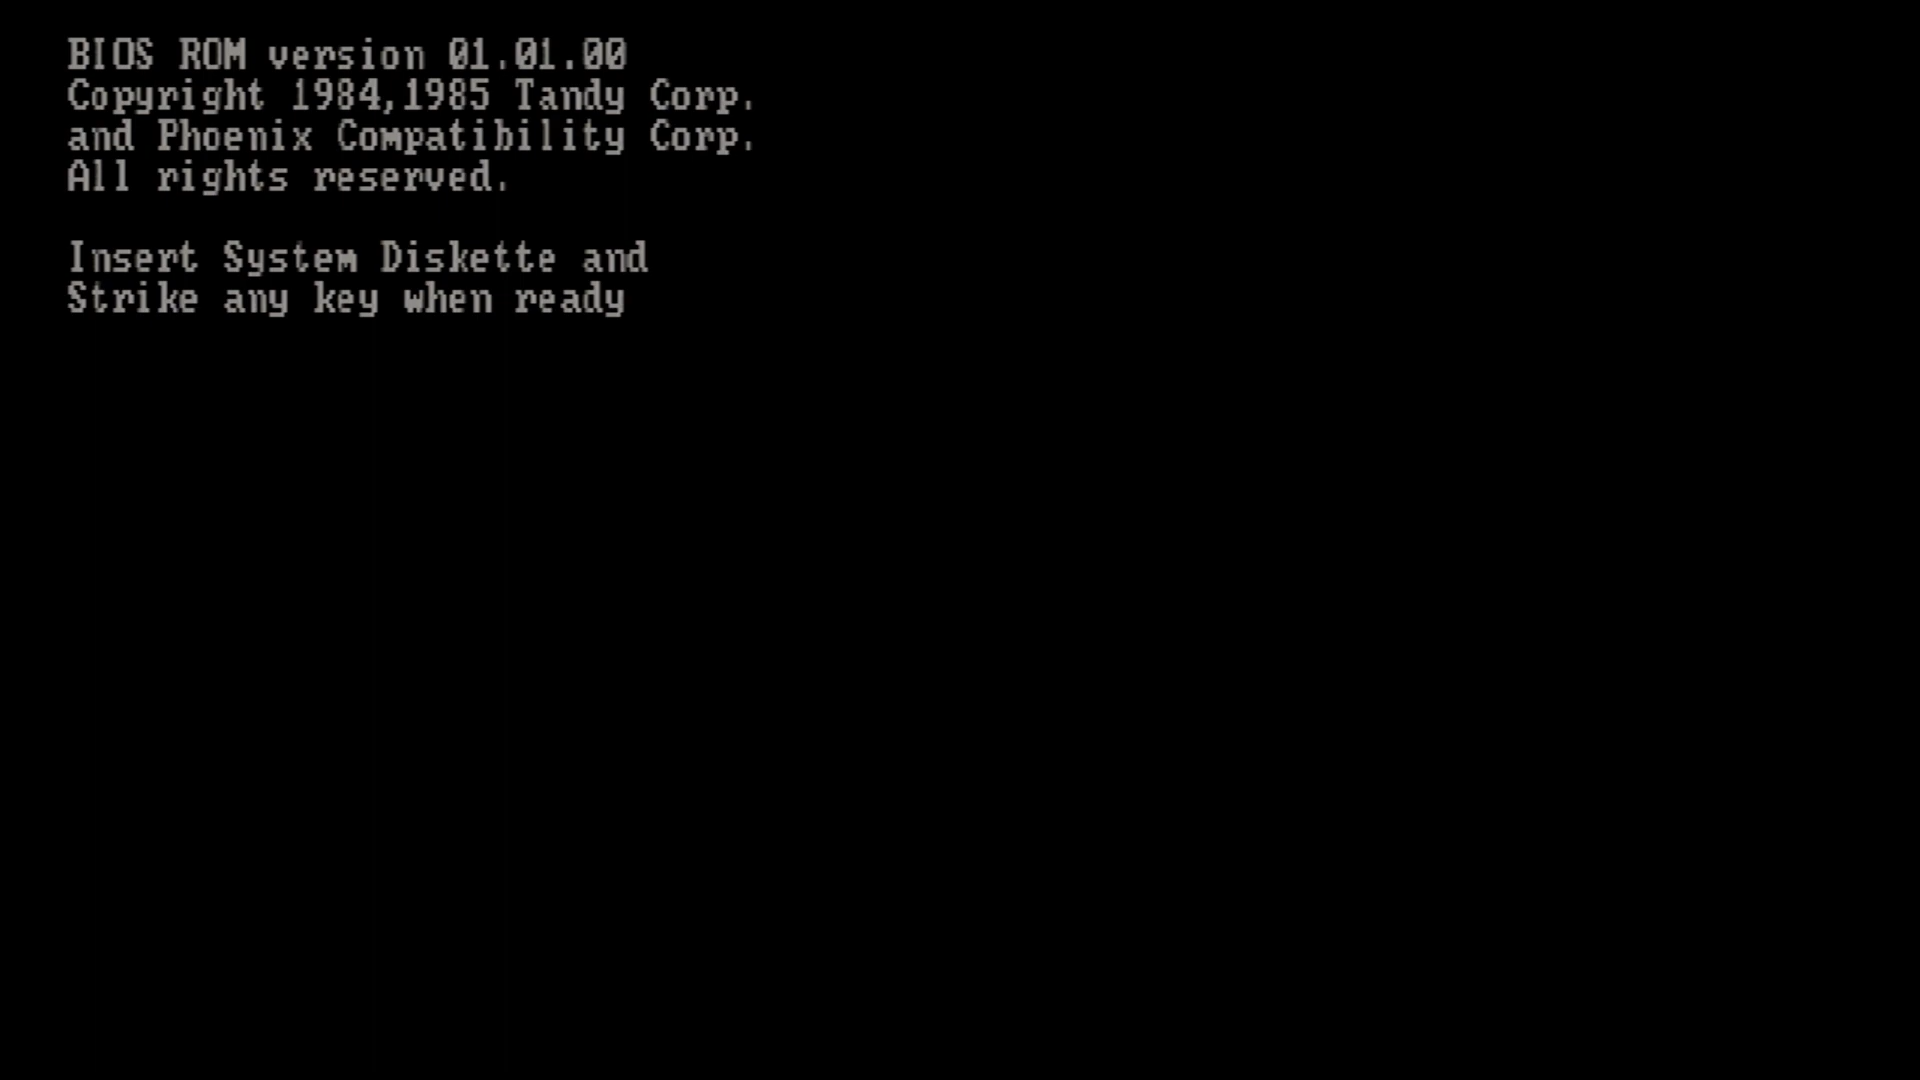 BIOS ROM version 01.01.00
Copyright 1984,1985 Tandy Corp.
and Phoenix Compatibility Corp.
All rights reserved.

Insert System Diskette and
Strike any key when ready